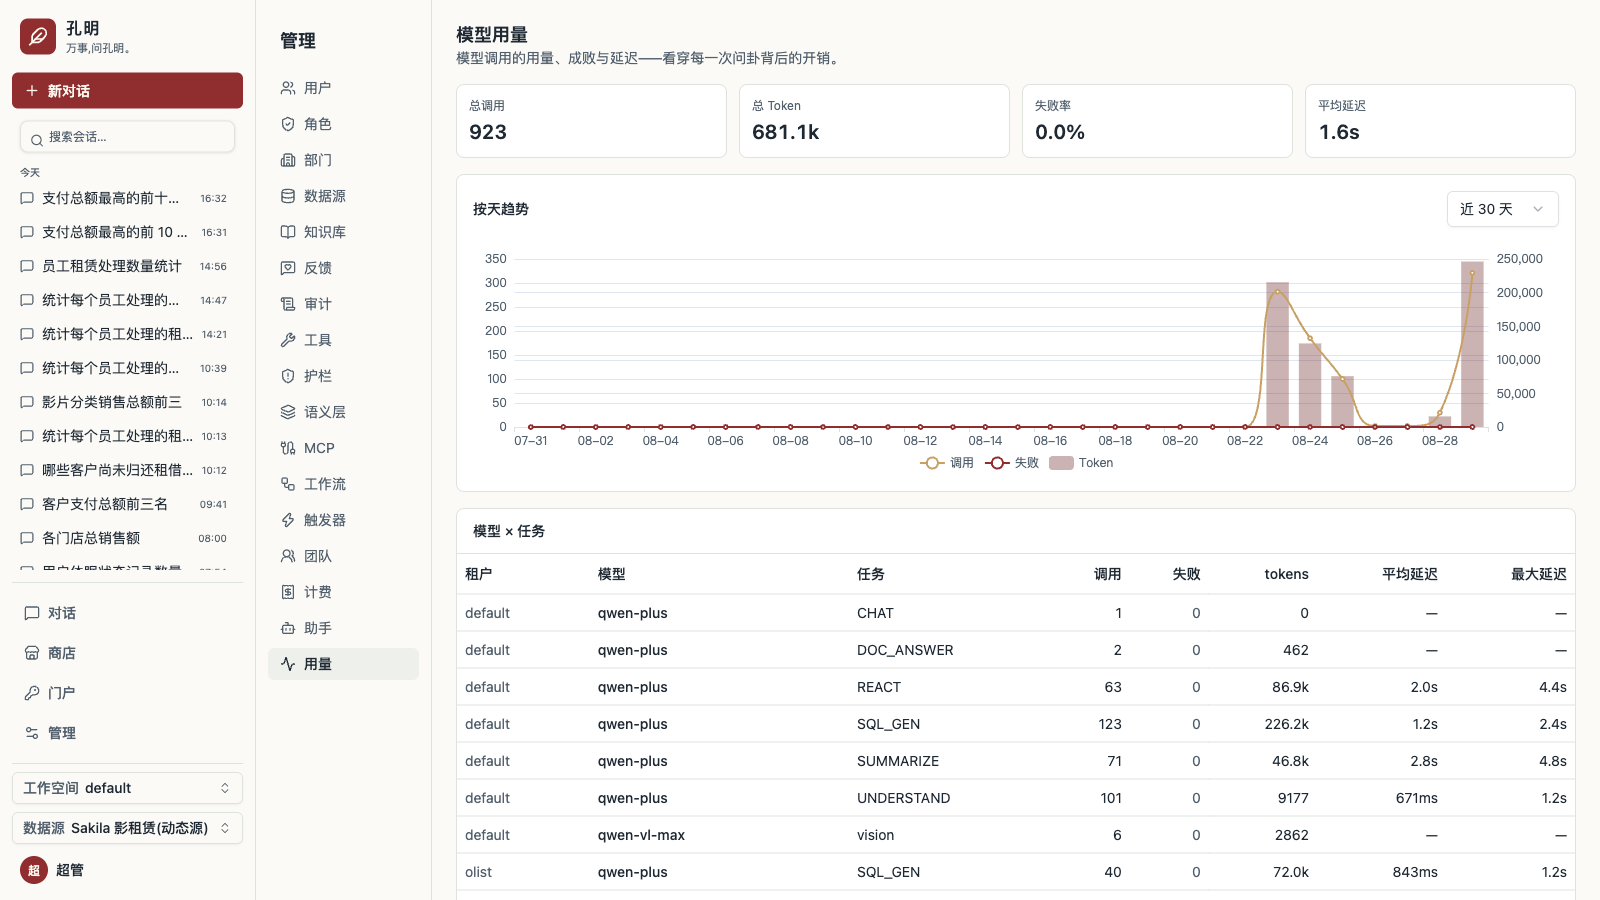 孔明
万事,问孔明。
新对话
搜索会话...
今天
支付总额最高的前十... 16:32
支付总额最高的前 10 ... 16:31
员工租赁处理数量统计 14:56
统计每个员工处理的... 14:47
统计每个员工处理的租... 14:21
统计每个员工处理的... 10:39
影片分类销售总额前三 10:14
统计每个员工处理的租... 10:13
哪些客户尚未归还租借... 10:12
客户支付总额前三名 09:41
各门店总销售额 08:00
对话
商店
门户
管理
工作空间 default
数据源 Sakila 影租赁(动态源)
超 超管
管理
用户
角色
部门
数据源
知识库
反馈
审计
工具
护栏
语义层
MCP
工作流
触发器
团队
计费
助手
用量
模型用量
模型调用的用量、成败与延迟——看穿每一次问卦背后的开销。
总调用
923
总 Token
681.1k
失败率
0.0%
平均延迟
1.6s
按天趋势
近 30 天
350 250,000
300 200,000
250 150,000
200 100,000
150 50,000
100 0
50
0
07-31 08-02 08-04 08-06 08-08 08-10 08-12 08-14 08-16 08-18 08-20 08-22 08-24 08-26 08-28
调用 失败 Token
模型 × 任务
租户 模型 任务 调用 失败 tokens 平均延迟 最大延迟
default qwen-plus CHAT 1 0 0 — —
default qwen-plus DOC_ANSWER 2 0 462 — —
default qwen-plus REACT 63 0 86.9k 2.0s 4.4s
default qwen-plus SQL_GEN 123 0 226.2k 1.2s 2.4s
default qwen-plus SUMMARIZE 71 0 46.8k 2.8s 4.8s
default qwen-plus UNDERSTAND 101 0 9177 671ms 1.2s
default qwen-vl-max vision 6 0 2862 — —
olist qwen-plus SQL_GEN 40 0 72.0k 843ms 1.2s